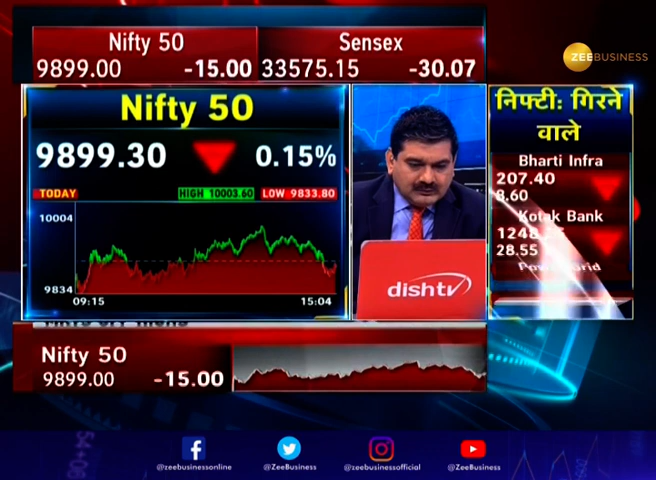 Nifty 50
9899.00 -15.00
Sensex
33575.15 -30.07
ZEEBUSINESS
Nifty 50
9899.30 0.15%
TODAY
HIGH 10003.60 LOW 9833.80
10004
9834
09:15 15:04
dishtv
निफ्टी: गिरने
वाले
Bharti Infra
207.40
8.60
Kotak Bank
28.55
Nifty 50
9899.00 -15.00
@zeebusinessonline
@ZeeBusiness
@zeebusinessofficial
@ZeeBusiness